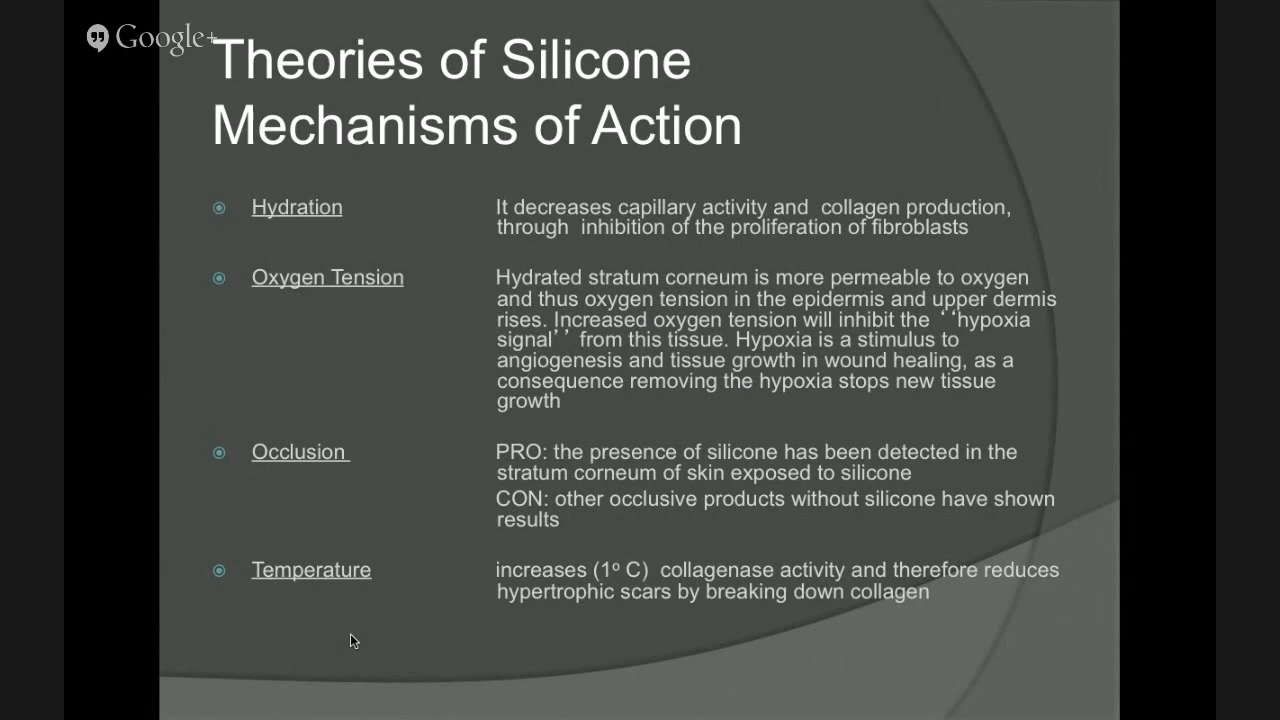 Google+
Theories of Silicone
Mechanisms of Action
Hydration
It decreases capillary activity and  collagen production,
through  inhibition of the proliferation of fibroblasts
Oxygen Tension
Hydrated stratum corneum is more permeable to oxygen
and thus oxygen tension in the epidermis and upper dermis
rises. Increased oxygen tension will inhibit the ‘‘hypoxia
signal’’ from this tissue. Hypoxia is a stimulus to
angiogenesis and tissue growth in wound healing, as a
consequence removing the hypoxia stops new tissue
growth
Occlusion
PRO: the presence of silicone has been detected in the
stratum corneum of skin exposed to silicone
CON: other occlusive products without silicone have shown
results
Temperature
increases (1º C)  collagenase activity and therefore reduces
hypertrophic scars by breaking down collagen